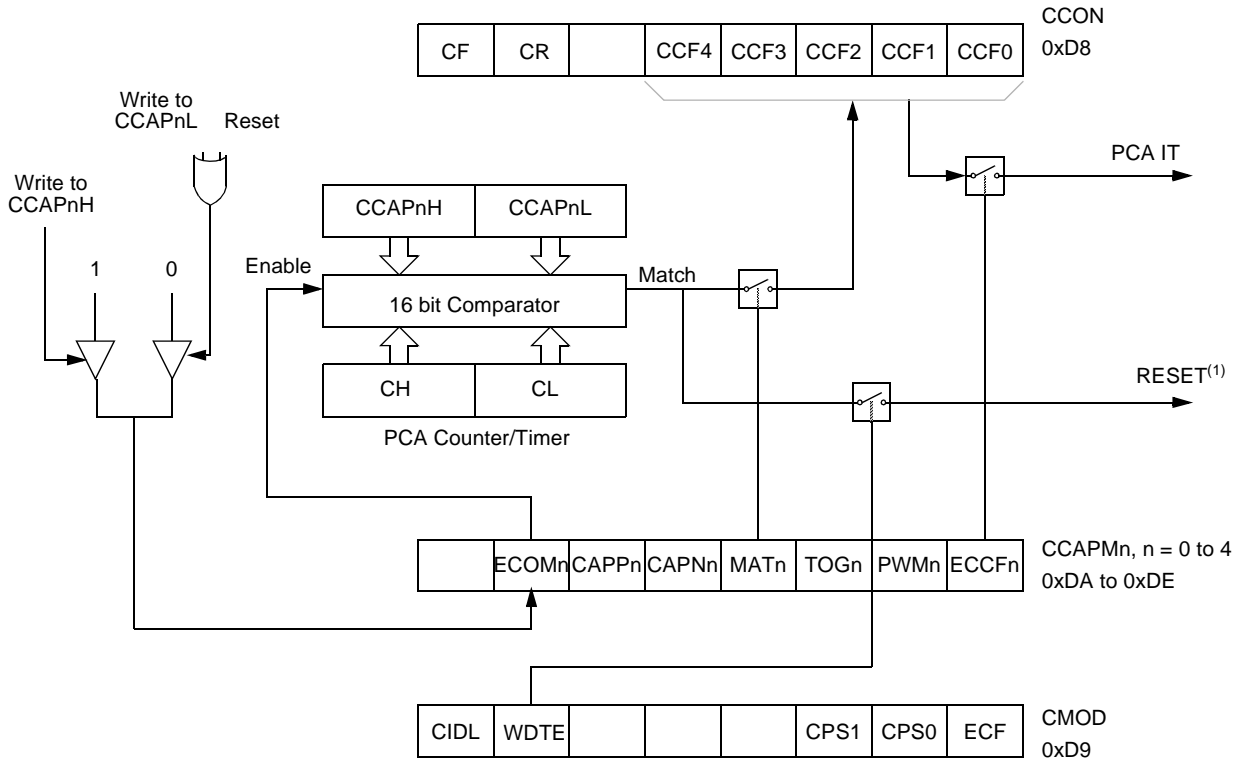 CCON
CF CR CCF4 CCF3 CCF2 CCF1 CCF0
0xD8
Write to
CCAPnL Reset
PCA IT
Write to
CCAPnH
CCAPnH CCAPnL
1 0 Enable
Match
16 bit Comparator
RESET(1)
CH CL
PCA Counter/Timer
ECOMn CAPPn CAPNn MATn TOGn PWMn ECCFn
CCAPMn, n = 0 to 4
0xDA to 0xDE
CIDL WDTE CPS1 CPS0 ECF
CMOD
0xD9